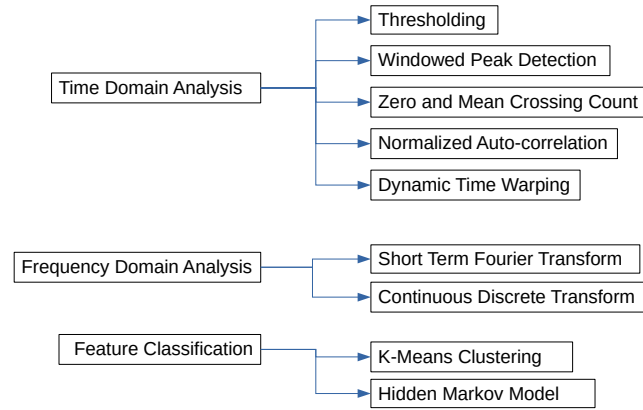 Time Domain Analysis
Thresholding
Windowed Peak Detection
Zero and Mean Crossing Count
Normalized Auto-correlation
Dynamic Time Warping
Frequency Domain Analysis
Short Term Fourier Transform
Continuous Discrete Transform
Feature Classification
K-Means Clustering
Hidden Markov Model